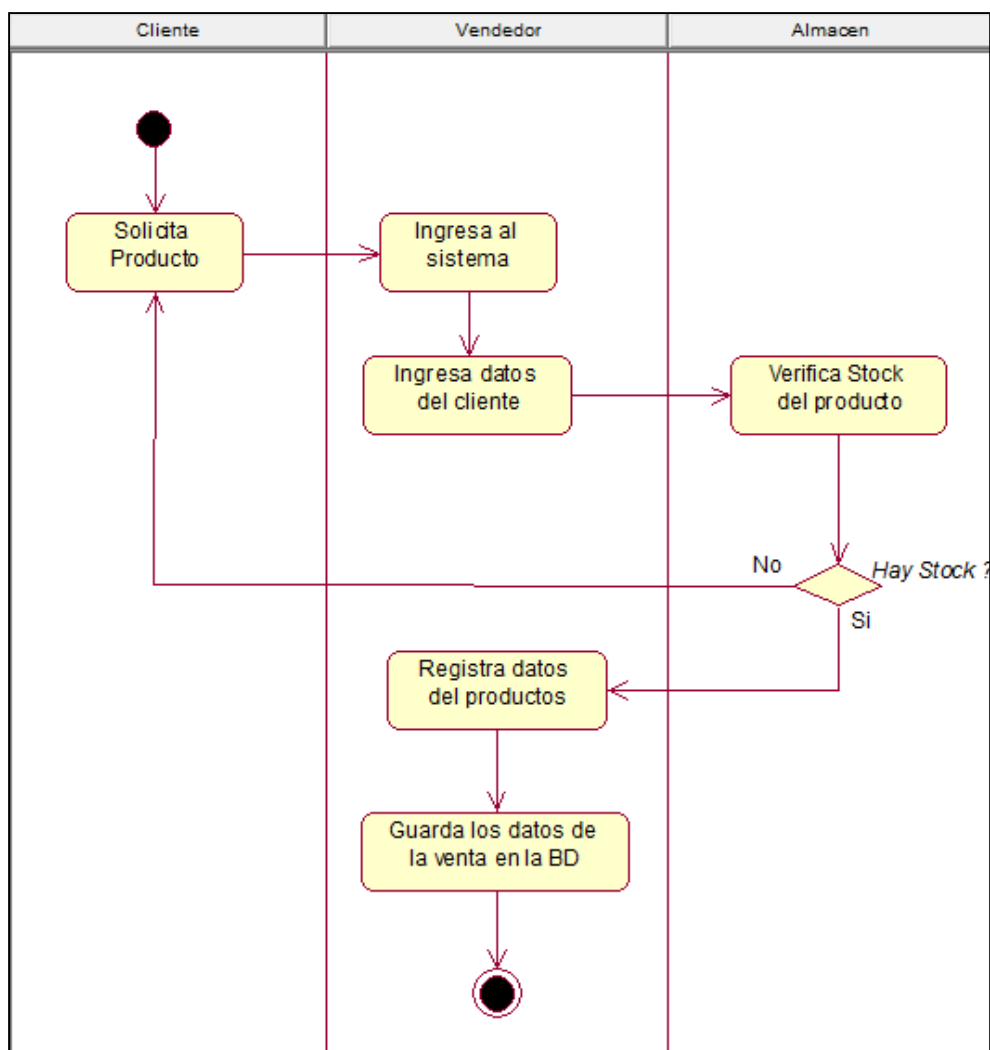 Cliente
Vendedor
Almacen
Solicita
Producto
Ingresa al
sistema
Ingresa datos
del cliente
Verifica Stock
del producto
No
Hay Stock ?
Si
Registra datos
del productos
Guarda los datos de
la venta en la BD